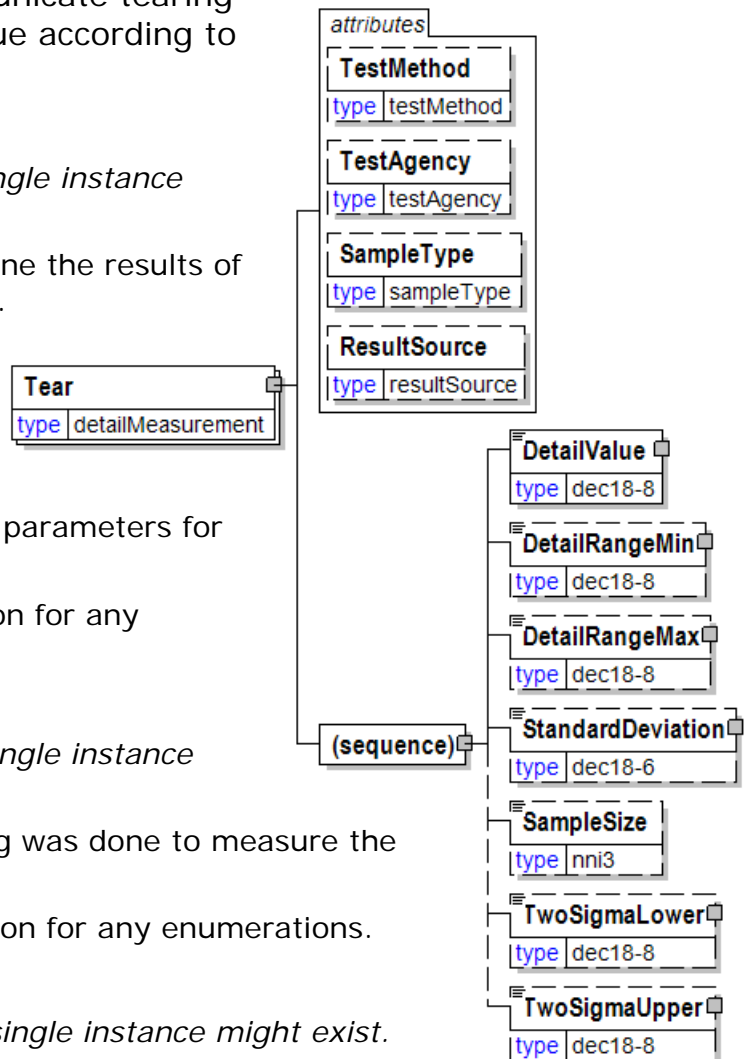 unicate tearing
ue according to
ngle instance
ne the results of
.
parameters for
on for any
ngle instance
g was done to measure the
on for any enumerations.
single instance might exist.
attributes
TestMethod
type testMethod
TestAgency
type testAgency
SampleType
type sampleType
ResultSource
type resultSource
Tear
type detailMeasurement
(sequence)
DetailValue
type dec18-8
DetailRangeMin
type dec18-8
DetailRangeMax
type dec18-8
StandardDeviation
type dec18-6
SampleSize
type nni3
TwoSigmaLower
type dec18-8
TwoSigmaUpper
type dec18-8